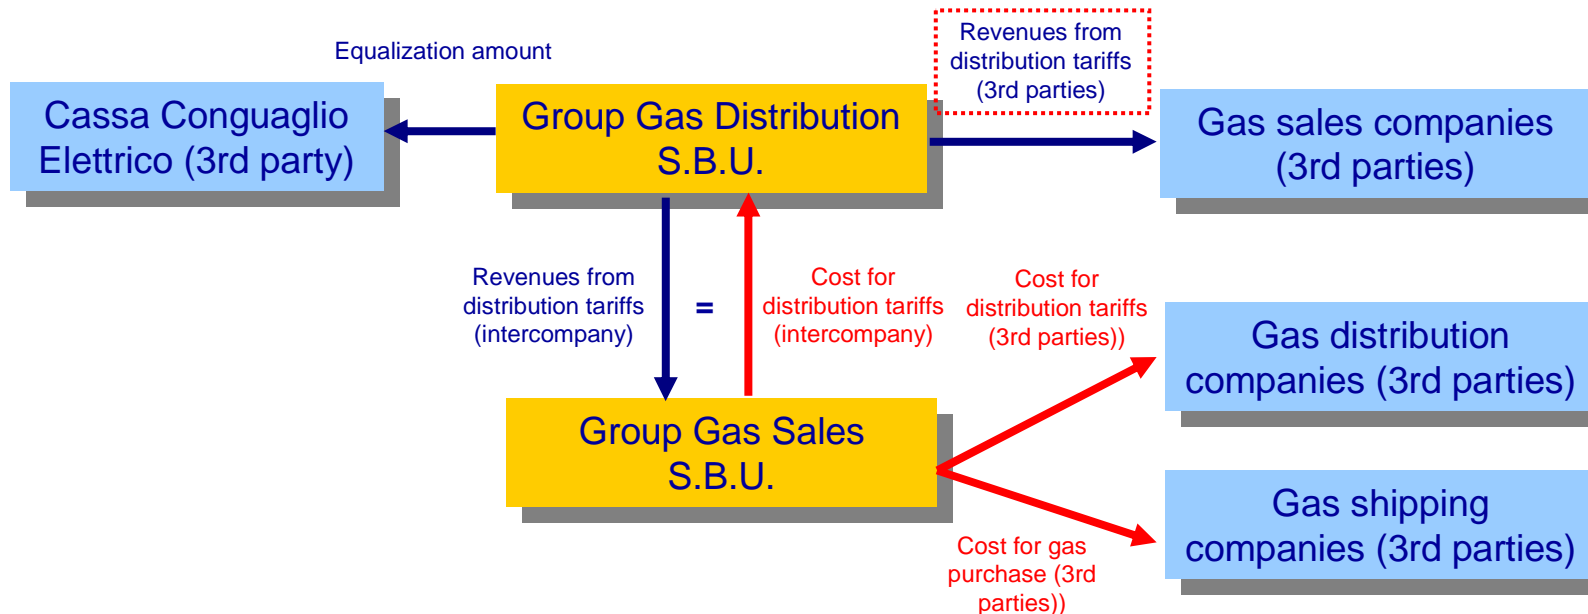 Equalization amount
Revenues from
distribution tariffs
(3rd parties)
Cassa Conguaglio
Elettrico (3rd party)
Group Gas Distribution
S.B.U.
Gas sales companies
(3rd parties)
Revenues from
distribution tariffs
(intercompany)
=
Cost for
distribution tariffs
(intercompany)
Cost for
distribution tariffs
(3rd parties))
Gas distribution
companies (3rd parties)
Group Gas Sales
S.B.U.
Gas shipping
companies (3rd parties)
Cost for gas
purchase (3rd
parties))